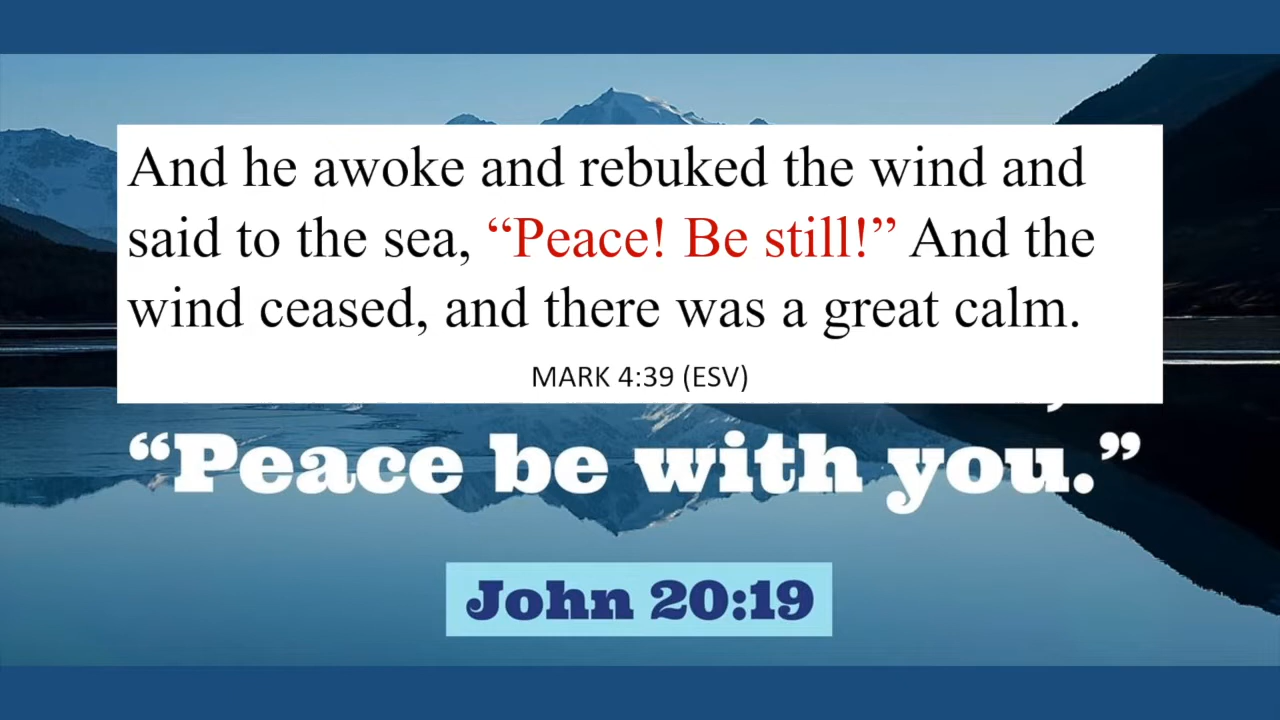 And he awoke and rebuked the wind and
said to the sea, “Peace! Be still!” And the
wind ceased, and there was a great calm.
MARK 4:39 (ESV)
“Peace be with you.”
John 20:19